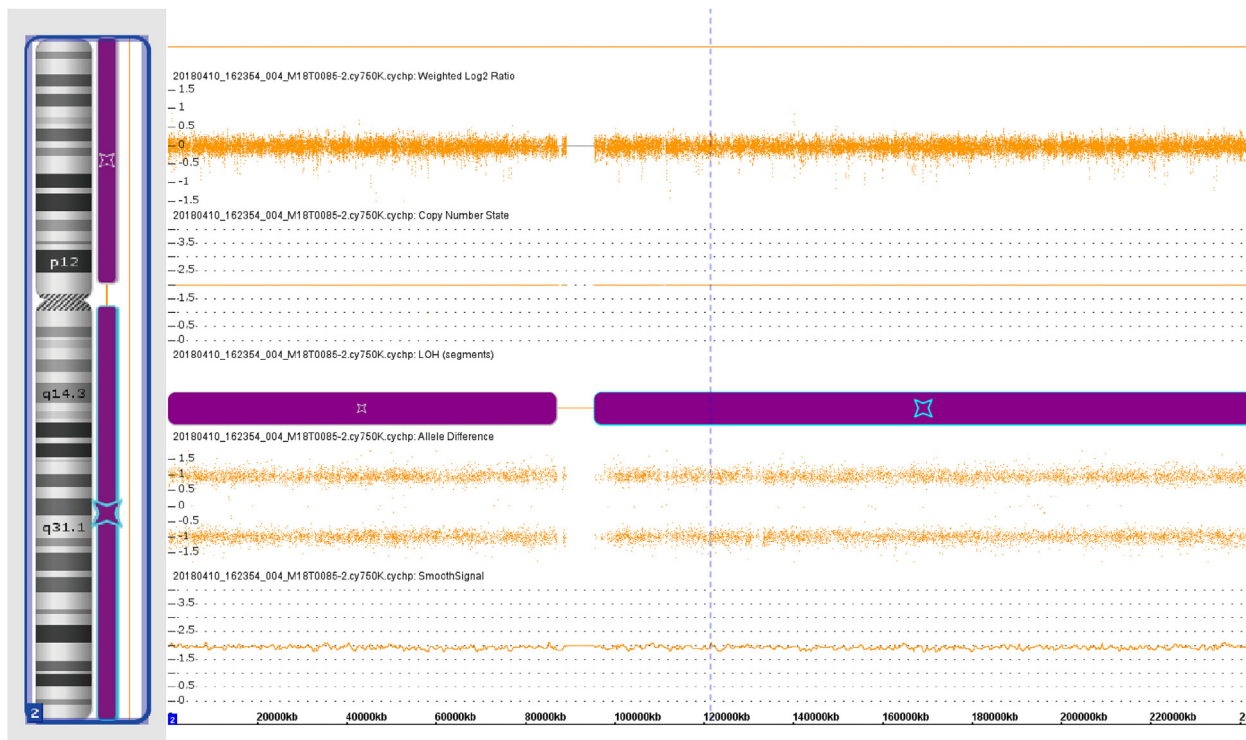 p12
q14.3
q31.1
2
20180410_162354_004_M18T0085-2.cy750K.cychp: Weighted Log2 Ratio
1.5
1
0.5
0
-0.5
-1
-1.5
20180410_162354_004_M18T0085-2.cy750K.cychp: Copy Number State
3.5
2.5
1.5
0.5
0
20180410_162354_004_M18T0085-2.cy750K.cychp: LOH (segments)
20180410_162354_004_M18T0085-2.cy750K.cychp: Allele Difference
1.5
1
0.5
0
-0.5
-1
-1.5
20180410_162354_004_M18T0085-2.cy750K.cychp: SmoothSignal
3.5
2.5
1.5
0.5
0
2 20000kb 40000kb 60000kb 80000kb 100000kb 120000kb 140000kb 160000kb 180000kb 200000kb 220000kb 2